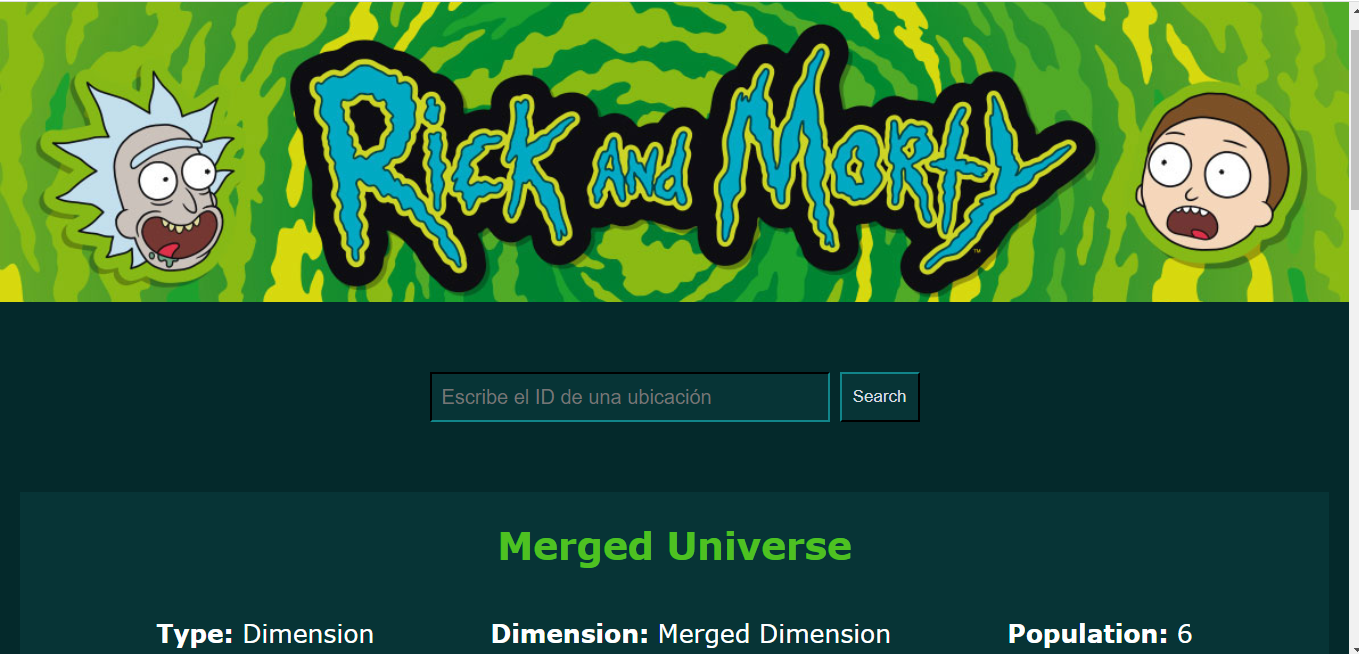 Rick and Morty
™
Escribe el ID de una ubicación
Search
Merged Universe
Type: Dimension
Dimension: Merged Dimension
Population: 6